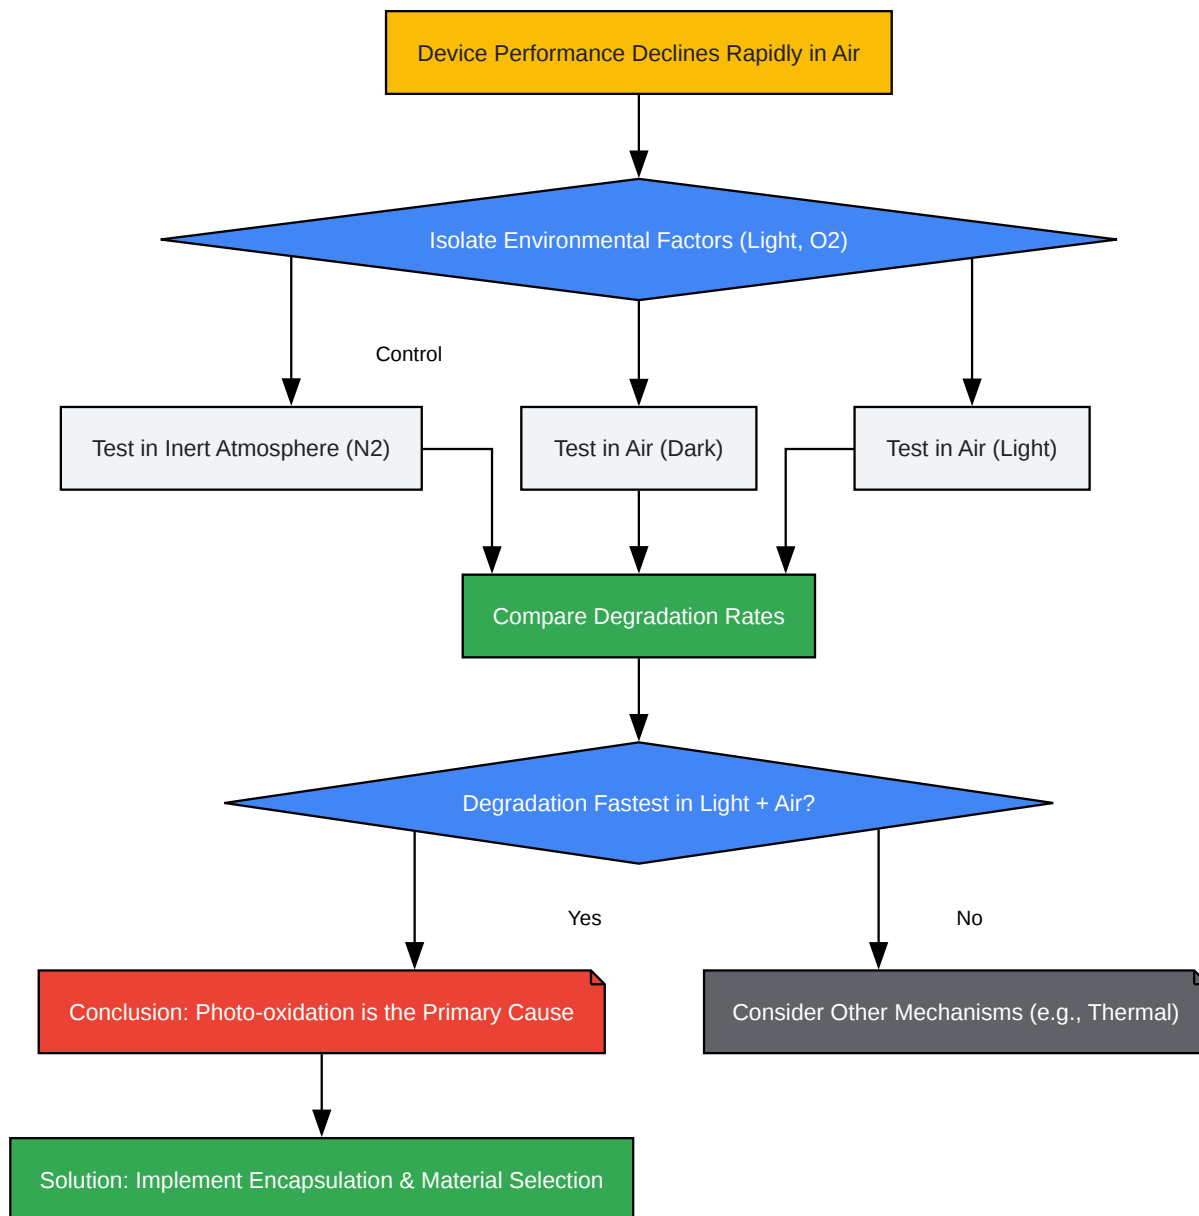 Device Performance Declines Rapidly in Air
Isolate Environmental Factors (Light, O2)
Control
Test in Inert Atmosphere (N2)
Test in Air (Dark)
Test in Air (Light)
Compare Degradation Rates
Degradation Fastest in Light + Air?
Yes
No
Conclusion: Photo-oxidation is the Primary Cause
Consider Other Mechanisms (e.g., Thermal)
Solution: Implement Encapsulation & Material Selection